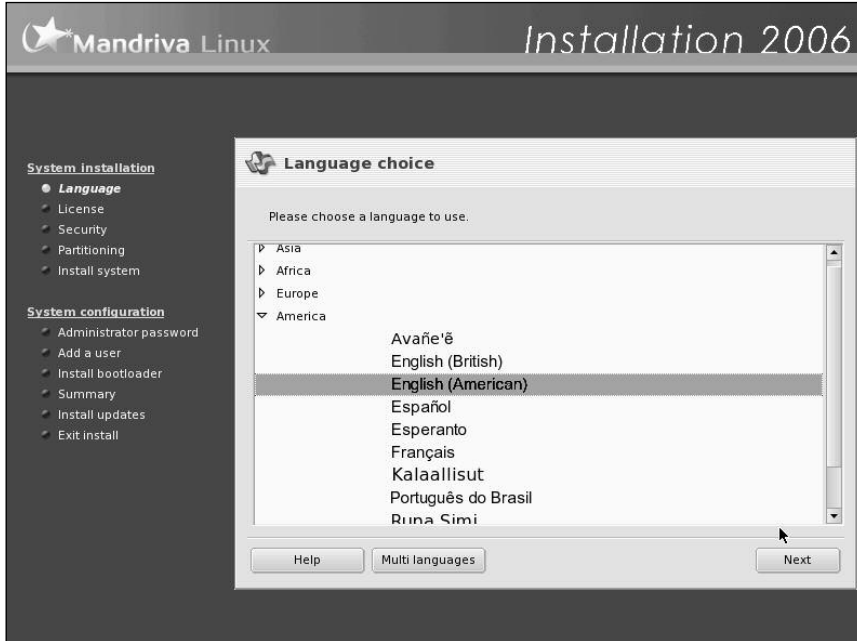 Mandriva Linux
Installation 2006
System installation
Language
License
Security
Partitioning
Install system
System configuration
Administrator password
Add a user
Install bootloader
Summary
Install updates
Exit install
Language choice
Please choose a language to use.
Asia
Africa
Europe
America
Avañe'ẽ
English (British)
English (American)
Español
Esperanto
Français
Kalaallisut
Português do Brasil
Runa Simi
Help
Multi languages
Next